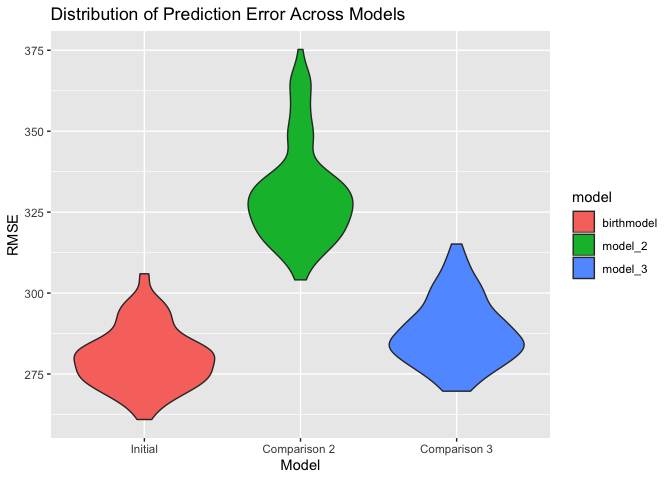 Distribution of Prediction Error Across Models
375
350
325
300
275
RMSE
Initial
Comparison 2
Comparison 3
Model
model
birthmodel
model_2
model_3